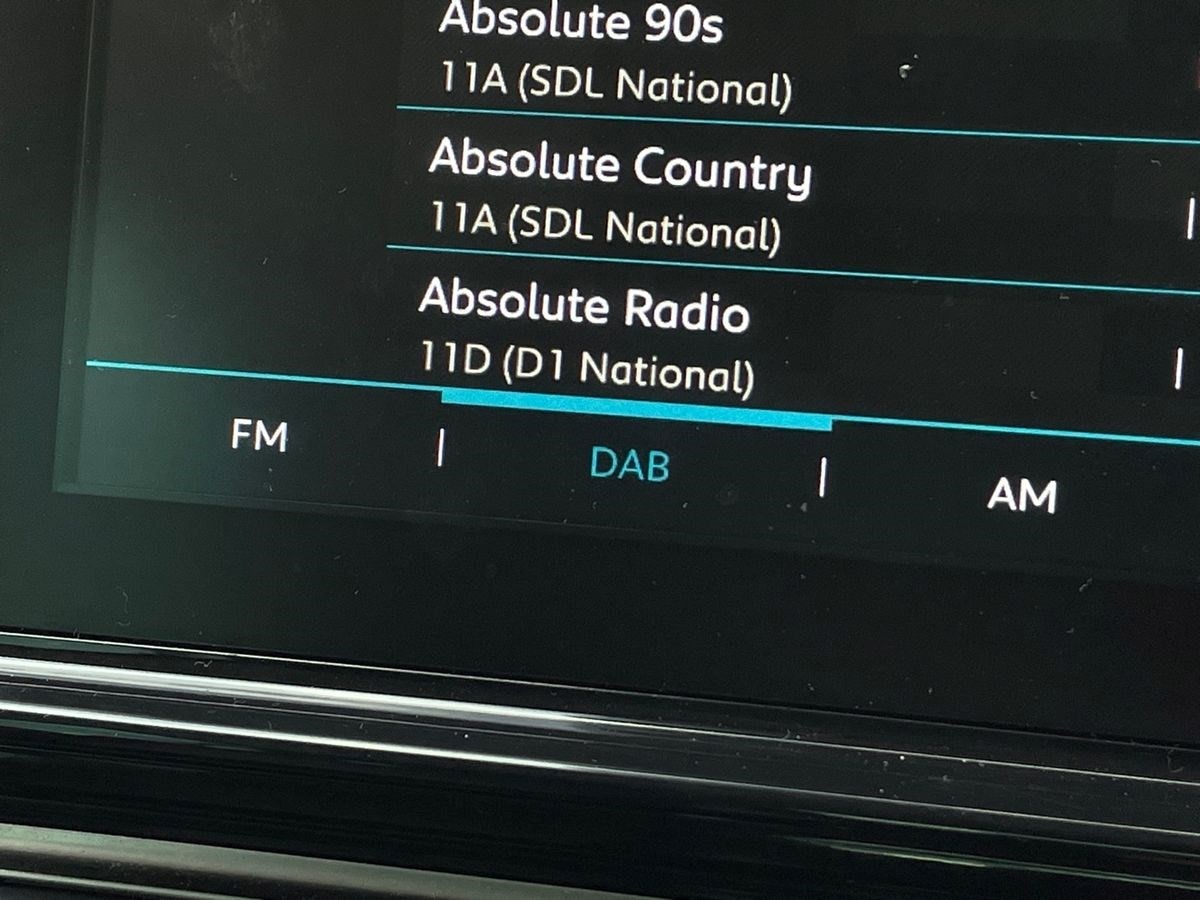 Absolute 90s
11A (SDL National)
Absolute Country
11A (SDL National)
Absolute Radio
11D (D1 National)
FM | DAB | AM